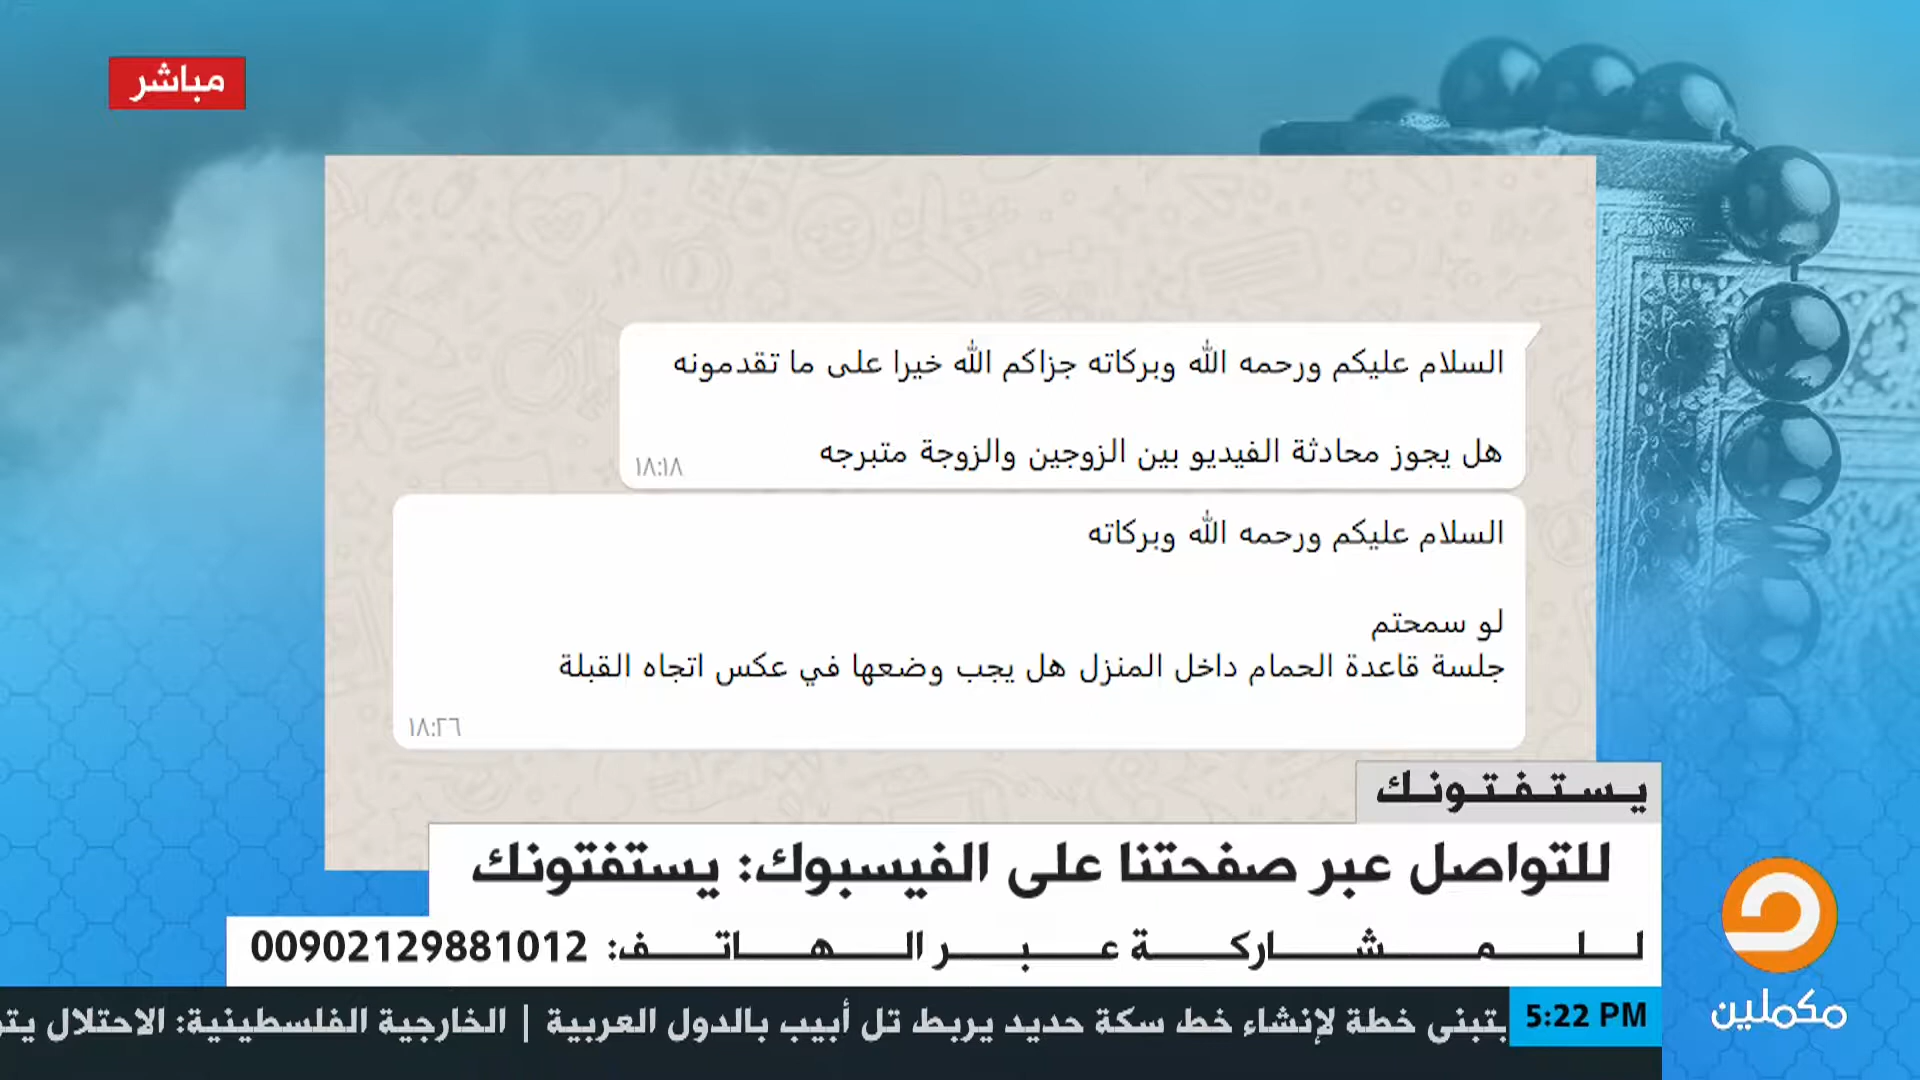 مباشر
السلام عليكم ورحمه الله وبركاته جزاكم الله خيرا على ما تقدمونه
هل يجوز محادثة الفيديو بين الزوجين والزوجة متبرجه
١٨:١٨
السلام عليكم ورحمه الله وبركاته
لو سمحتم
جلسة قاعدة الحمام داخل المنزل هل يجب وضعها في عكس اتجاه القبلة
١٨:٢٦
يستفتونك
للتواصل عبر صفحتنا على الفيسبوك: يستفتونك
للمشاركة عبر الهاتف: 00902129881012
5:22 PM
بتبنى خطة لإنشاء خط سكة حديد يربط تل أبيب بالدول العربية | الخارجية الفلسطينية: الاحتلال
مكملين